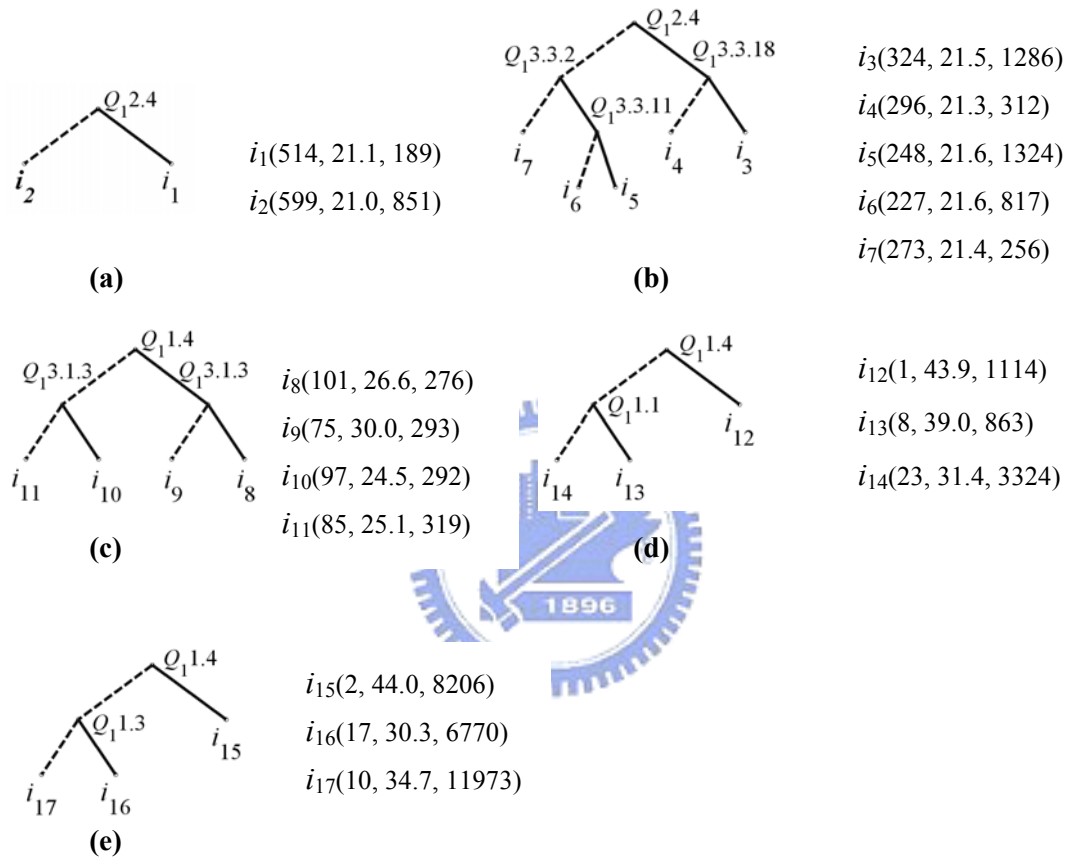 Q₁2.4
i₂
i₁
i₁(514, 21.1, 189)
i₂(599, 21.0, 851)
(a)
Q₁2.4
Q₁3.3.2
Q₁3.3.18
Q₁3.3.11
i₇
i₄
i₃
i₆
i₅
i₃(324, 21.5, 1286)
i₄(296, 21.3, 312)
i₅(248, 21.6, 1324)
i₆(227, 21.6, 817)
i₇(273, 21.4, 256)
(b)
Q₁1.4
Q₁3.1.3
Q₁3.1.3
i₁₁
i₁₀
i₉
i₈
i₈(101, 26.6, 276)
i₉(75, 30.0, 293)
i₁₀(97, 24.5, 292)
i₁₁(85, 25.1, 319)
(c)
Q₁1.4
Q₁1.1
i₁₂
i₁₄
i₁₃
i₁₂(1, 43.9, 1114)
i₁₃(8, 39.0, 863)
i₁₄(23, 31.4, 3324)
(d)
1896
Q₁1.4
Q₁1.3
i₁₅
i₁₇
i₁₆
i₁₅(2, 44.0, 8206)
i₁₆(17, 30.3, 6770)
i₁₇(10, 34.7, 11973)
(e)